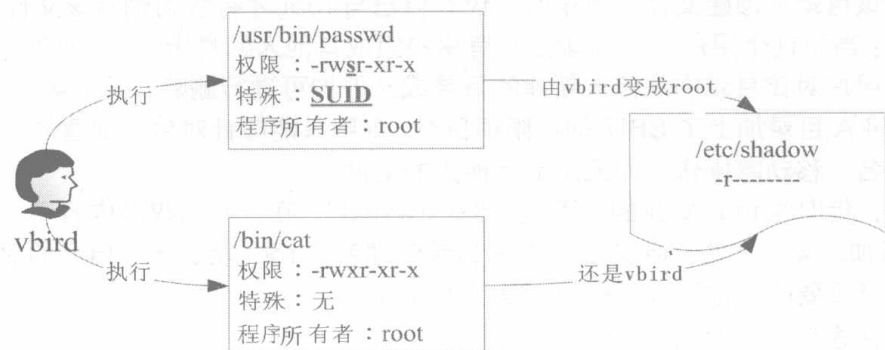 /usr/bin/passwd
权限：-rwsr-xr-x
特殊：SUID
程序所有者：root
执行
由vbird变成root
/etc/shadow
-r--------
vbird
执行
/bin/cat
权限：-rwxr-xr-x
特殊：无
程序所有者：root
还是vbird